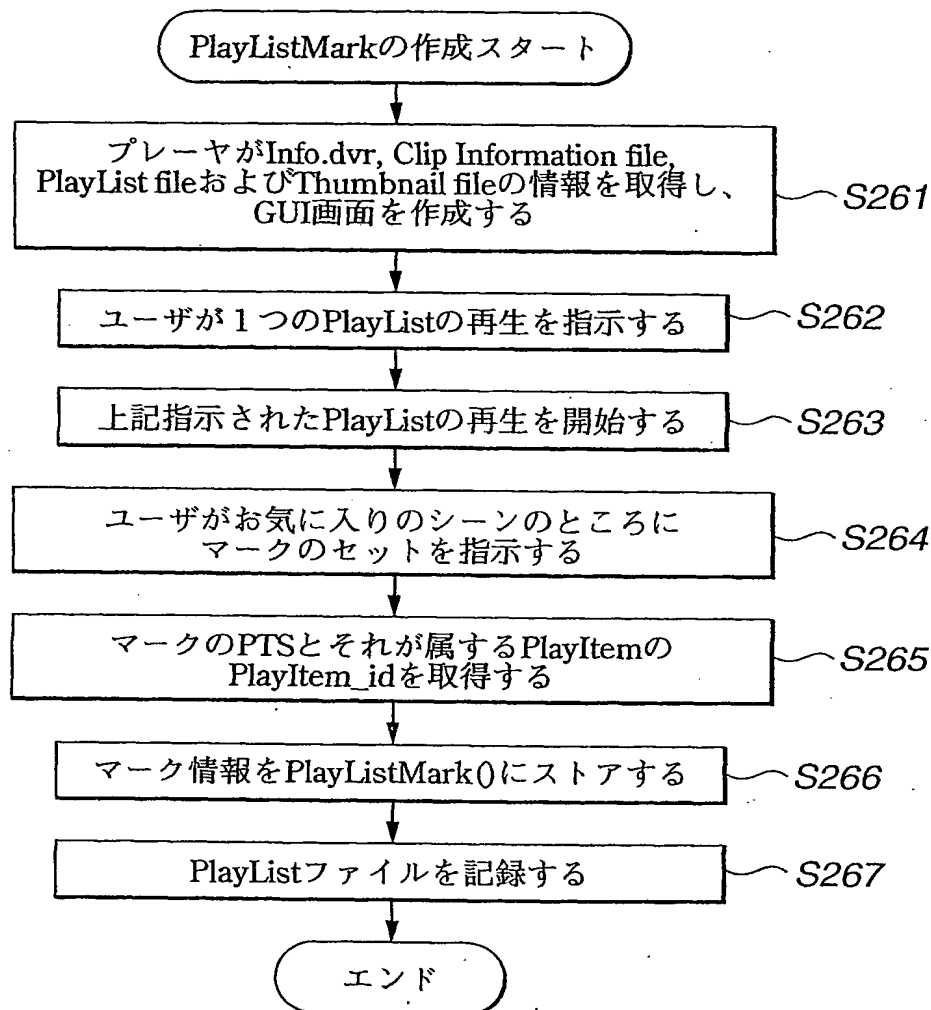 PlayListMarkの作成スタート
プレーヤがInfo.dvr, Clip Information file,
PlayList fileおよびThumbnail fileの情報を取得し、
GUI画面を作成する
S261
ユーザが１つのPlayListの再生を指示する
S262
上記指示されたPlayListの再生を開始する
S263
ユーザがお気に入りのシーンのところに
マークのセットを指示する
S264
マークのPTSとそれが属するPlayItemの
PlayItem_idを取得する
S265
マーク情報をPlayListMark()にストアする
S266
PlayListファイルを記録する
S267
エンド